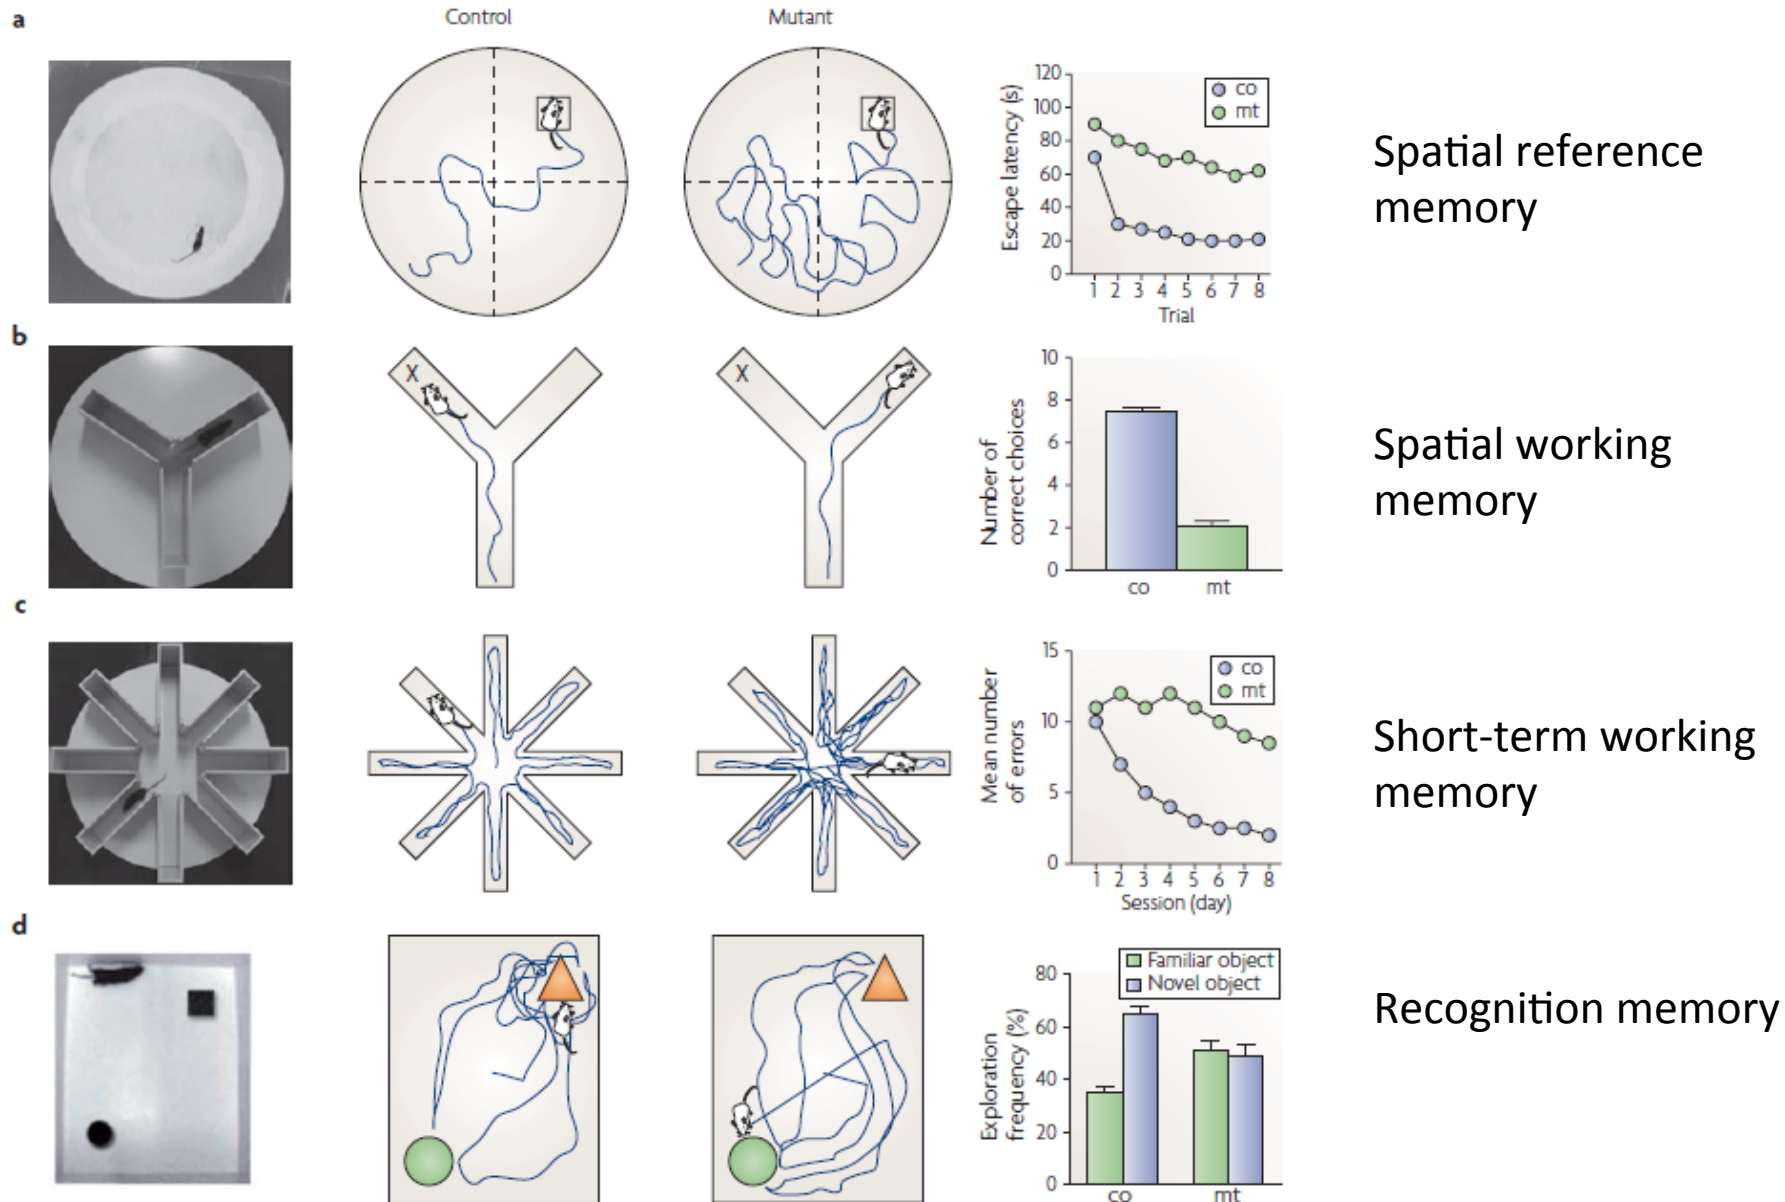 a
Control
Mutant
Escape latency (s)
120
100
80
60
40
20
0
co
mt
1 2 3 4 5 6 7 8
Trial
Spatial reference
memory
b
X
X
Number of
correct choices
10
8
6
4
2
0
co
mt
Spatial working
memory
c
Mean number
of errors
15
10
5
0
co
mt
1 2 3 4 5 6 7 8
Session (day)
Short-term working
memory
d
Exploration
frequency (%)
Familiar object
Novel object
80
60
40
20
0
co
mt
Recognition memory